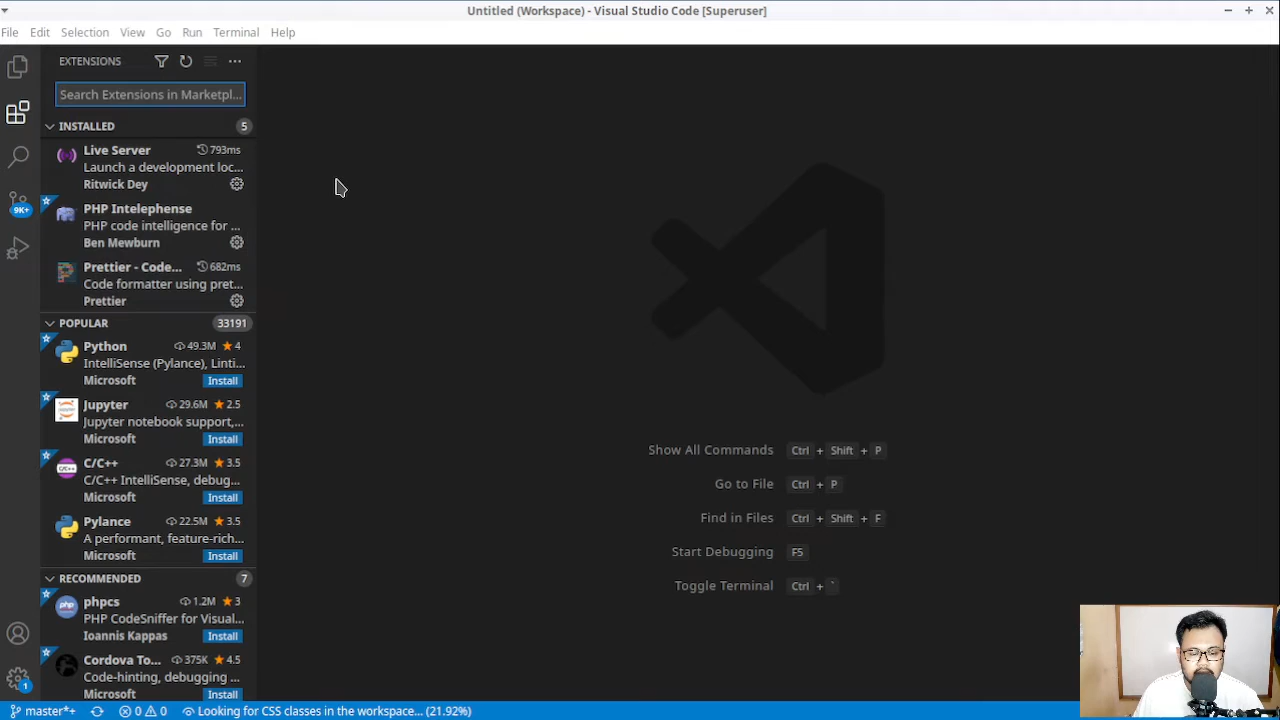 Untitled (Workspace) - Visual Studio Code [Superuser]
File Edit Selection View Go Run Terminal Help
EXTENSIONS
Search Extensions in Marketpl...
INSTALLED 5
Live Server 793ms
Launch a development loc...
Ritwick Dey
PHP Intelephense
PHP code intelligence for ...
Ben Mewburn
Prettier - Code... 682ms
Code formatter using pret...
Prettier
POPULAR 33191
Python 49.3M 4
IntelliSense (Pylance), Linti...
Microsoft Install
Jupyter 29.6M 2.5
Jupyter notebook support,...
Microsoft Install
C/C++ 27.3M 3.5
C/C++ IntelliSense, debug...
Microsoft Install
Pylance 22.5M 3.5
A performant, feature-rich...
Microsoft Install
RECOMMENDED 7
phpcs 1.2M 3
PHP CodeSniffer for Visual...
Ioannis Kappas Install
Cordova To... 375K 4.5
Code-hinting, debugging ...
Microsoft Install
9K+
1
Show All Commands Ctrl + Shift + P
Go to File Ctrl + P
Find in Files Ctrl + Shift + F
Start Debugging F5
Toggle Terminal Ctrl + `
master*+ 0 0 Looking for CSS classes in the workspace... (21.92%)